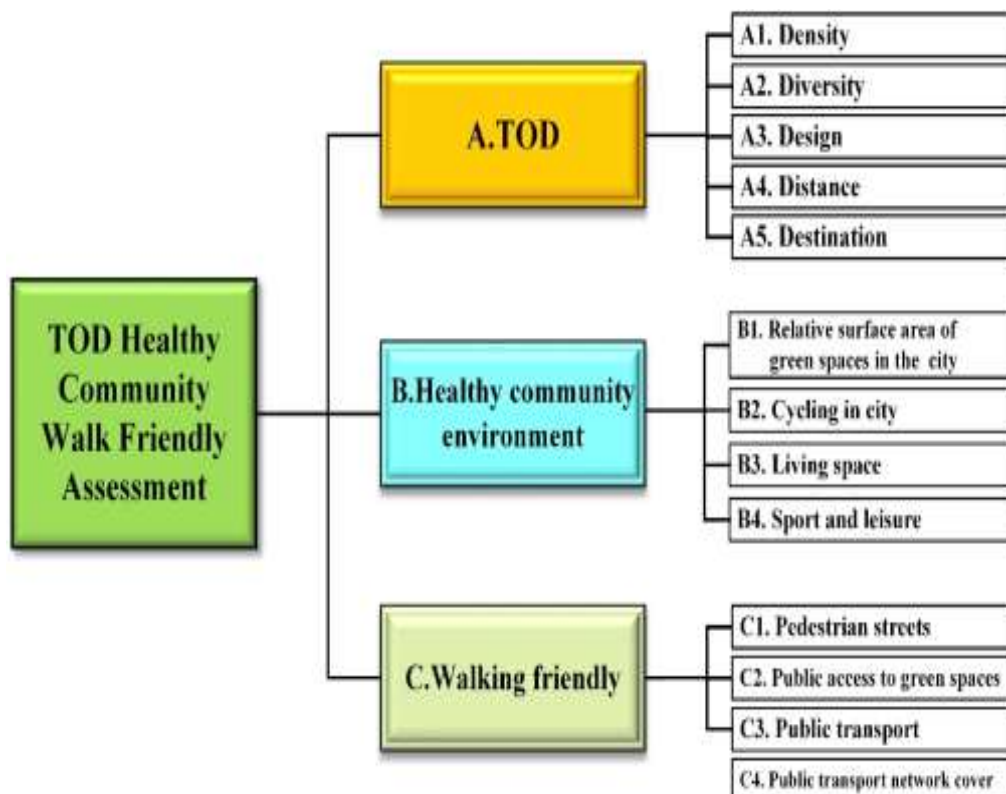 TOD Healthy
Community
Walk Friendly
Assessment
A.TOD
A1. Density
A2. Diversity
A3. Design
A4. Distance
A5. Destination
B.Healthy community
environment
B1. Relative surface area of
green spaces in the city
B2. Cycling in city
B3. Living space
B4. Sport and leisure
C.Walking friendly
C1. Pedestrian streets
C2. Public access to green spaces
C3. Public transport
C4. Public transport network cover